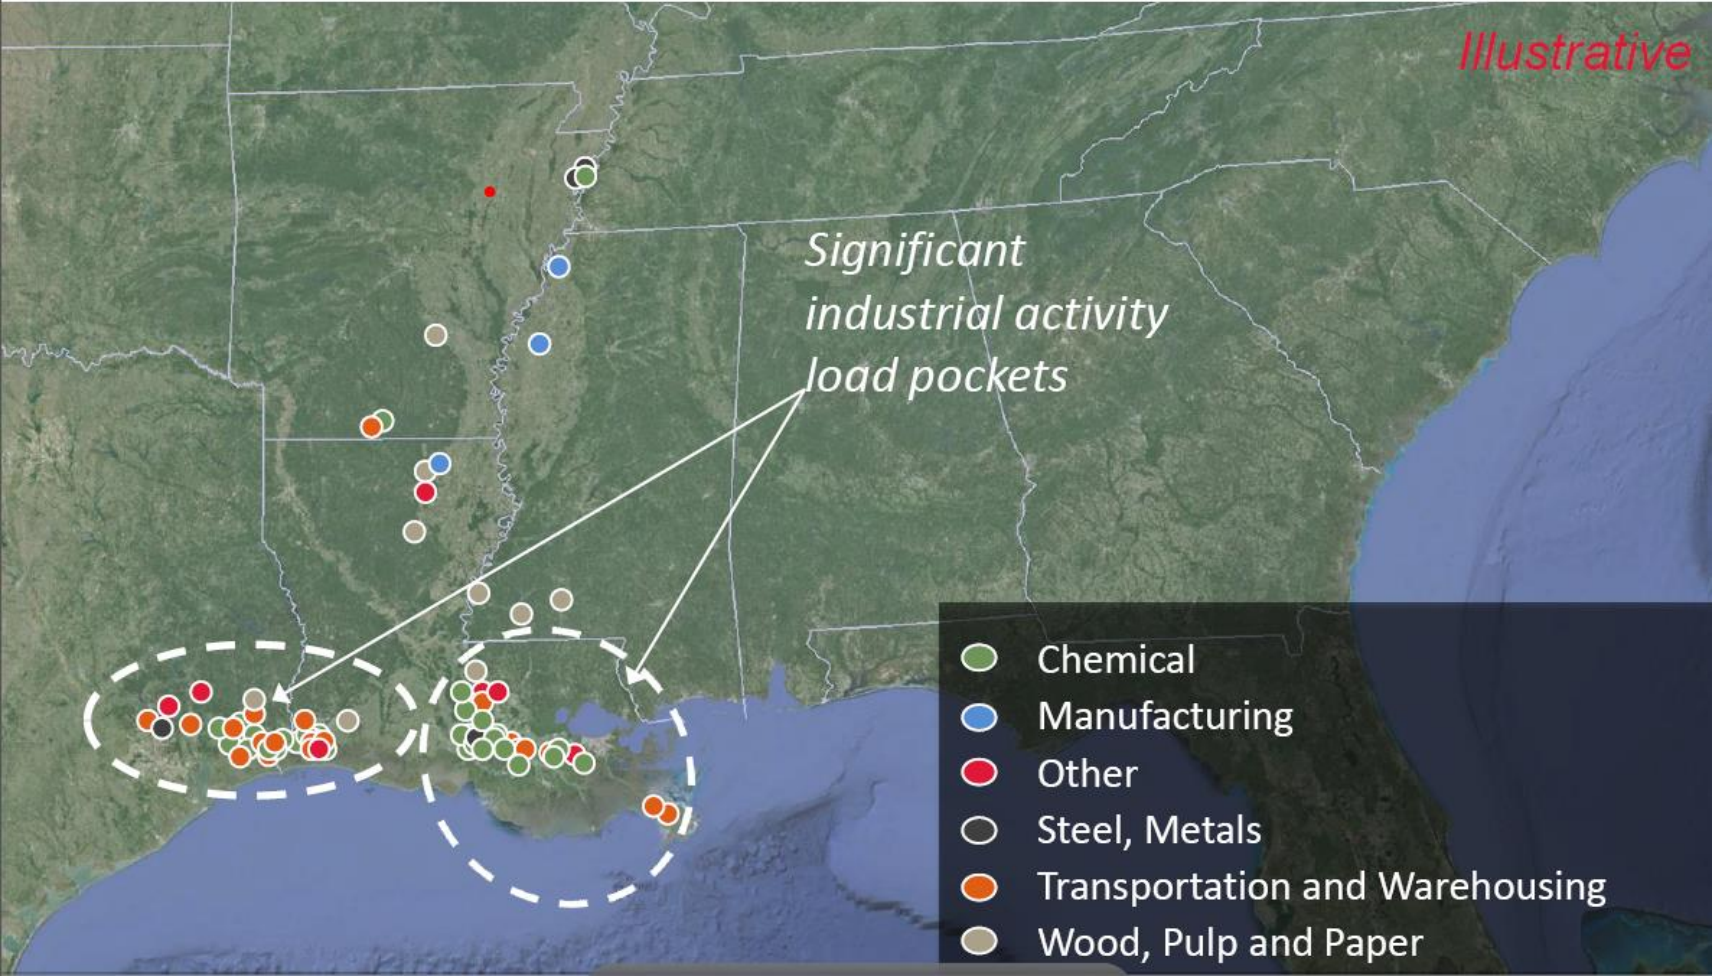 Illustrative
Significant
industrial activity
load pockets
Chemical
Manufacturing
Other
Steel, Metals
Transportation and Warehousing
Wood, Pulp and Paper